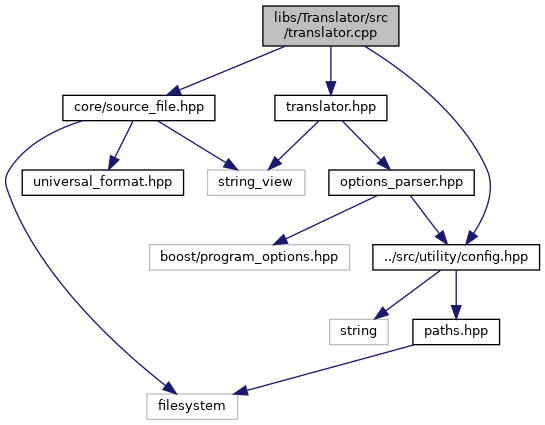 libs/Translator/src
/translator.cpp
core/source_file.hpp
translator.hpp
universal_format.hpp
string_view
options_parser.hpp
boost/program_options.hpp
../src/utility/config.hpp
string
paths.hpp
filesystem